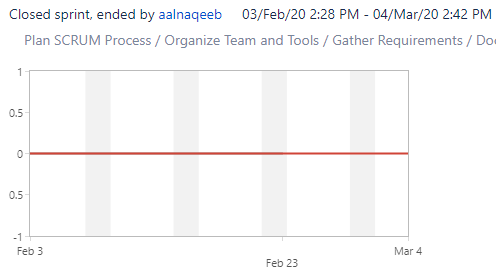 Closed sprint, ended by aalnaqeeb 03/Feb/20 2:28 PM - 04/Mar/20 2:42 PM
Plan SCRUM Process / Organize Team and Tools / Gather Requirements /
1
0.5
0
-0.5
-1
Feb 3
Feb 23
Mar 4